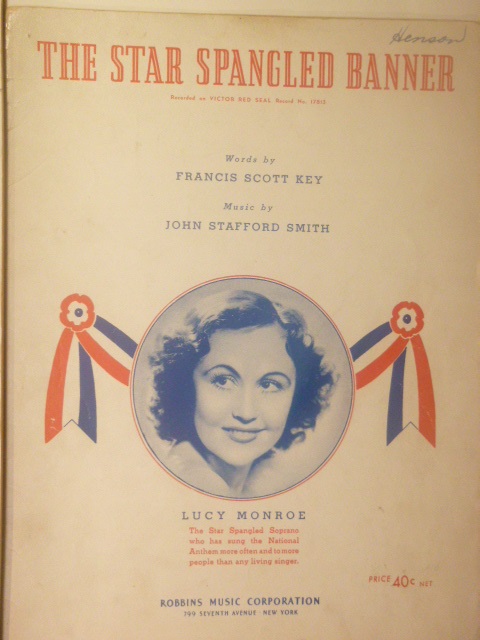 Henson
THE STAR SPANGLED BANNER
Recorded on VICTOR RED SEAL Record No. 17815
Words by
FRANCIS SCOTT KEY
Music by
JOHN STAFFORD SMITH
LUCY MONROE
The Star Spangled Soprano
who has sung the National
Anthem more often and to more
people than any living singer.
PRICE 40c NET
ROBBINS MUSIC CORPORATION
799 SEVENTH AVENUE · NEW YORK